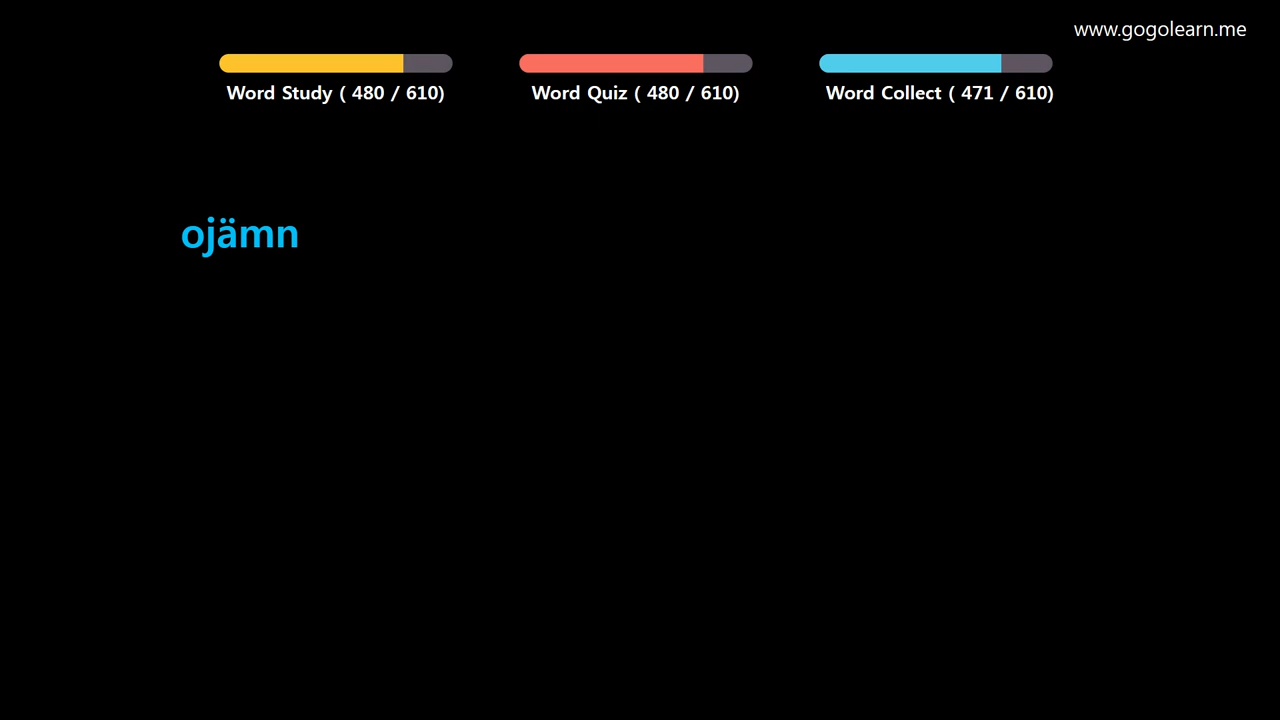 www.gogolearn.me
Word Study ( 480 / 610)
Word Quiz ( 480 / 610)
Word Collect ( 471 / 610)
ojämn